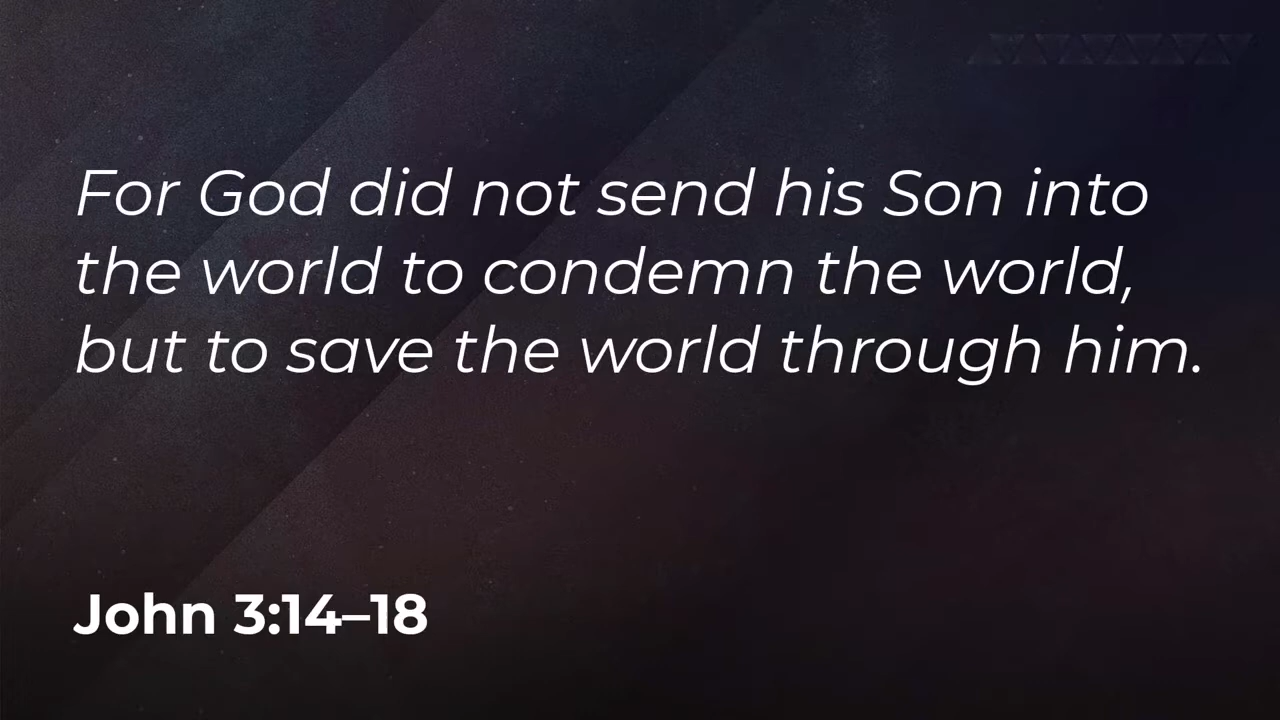 For God did not send his Son into
the world to condemn the world,
but to save the world through him.
John 3:14–18